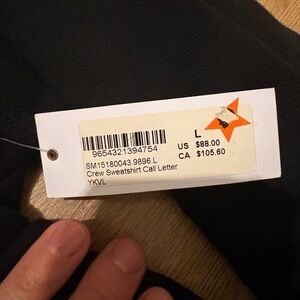 L
US $88.00
CA $105.60
9654321394754
SM15180043.9896.L
Crew Sweatshirt Call Letter
YKVL